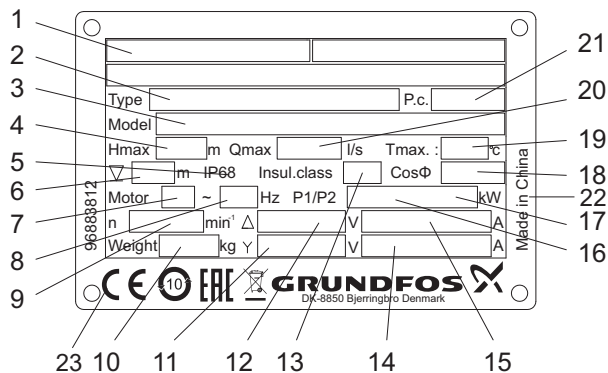 1
2
3
4
5
6
7
8
9
10
11
12
13
14
15
16
17
18
19
20
21
22
23
Type P.c.
Model
Hmax m Qmax l/s Tmax. : °c
▽ m IP68 Insul.class CosΦ
Motor ~ Hz P1/P2 kW
n min⁻¹ △ V A
Weight kg Y V A
96883812
Made in China
CE 10 EAC GRUNDFOS X
DK-8850 Bjerringbro Denmark